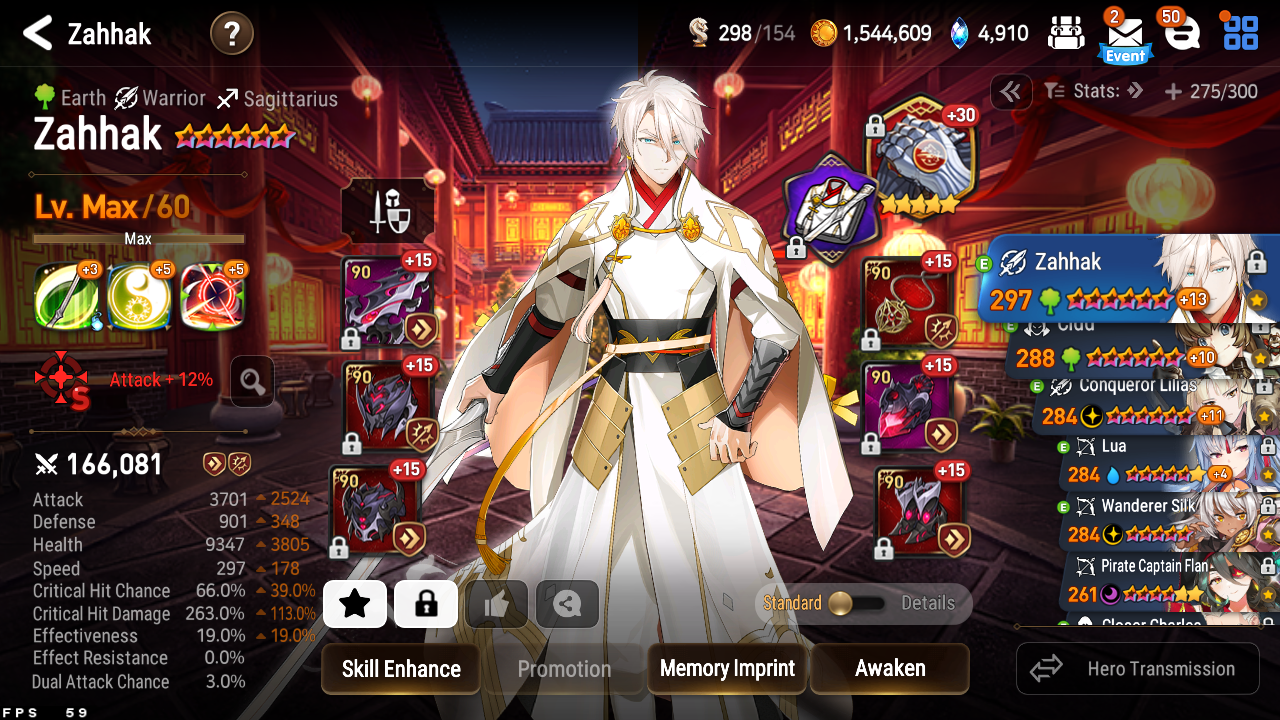 Zahhak
?
298/154
1,544,609
4,910
2
Event
50
Earth Warrior Sagittarius
Zahhak
Stats:
+ 275/300
Lv. Max/60
Max
+3
+5
+5
Attack + 12%
S
166,081
Attack 3701 2524
Defense 901 348
Health 9347 3805
Speed 297 178
Critical Hit Chance 66.0% 39.0%
Critical Hit Damage 263.0% 113.0%
Effectiveness 19.0% 19.0%
Effect Resistance 0.0%
Dual Attack Chance 3.0%
FPS 59
+30
90 +15
90 +15
90 +15
90 +15
90 +15
90 +15
E Zahhak
297 +13
E
288 +10
E Conqueror Lilias
284 +11
E Lua
284 +4
E Wanderer Silk
284
Pirate Captain Flan
261
Closer Charles
Standard
Details
Skill Enhance
Promotion
Memory Imprint
Awaken
Hero Transmission